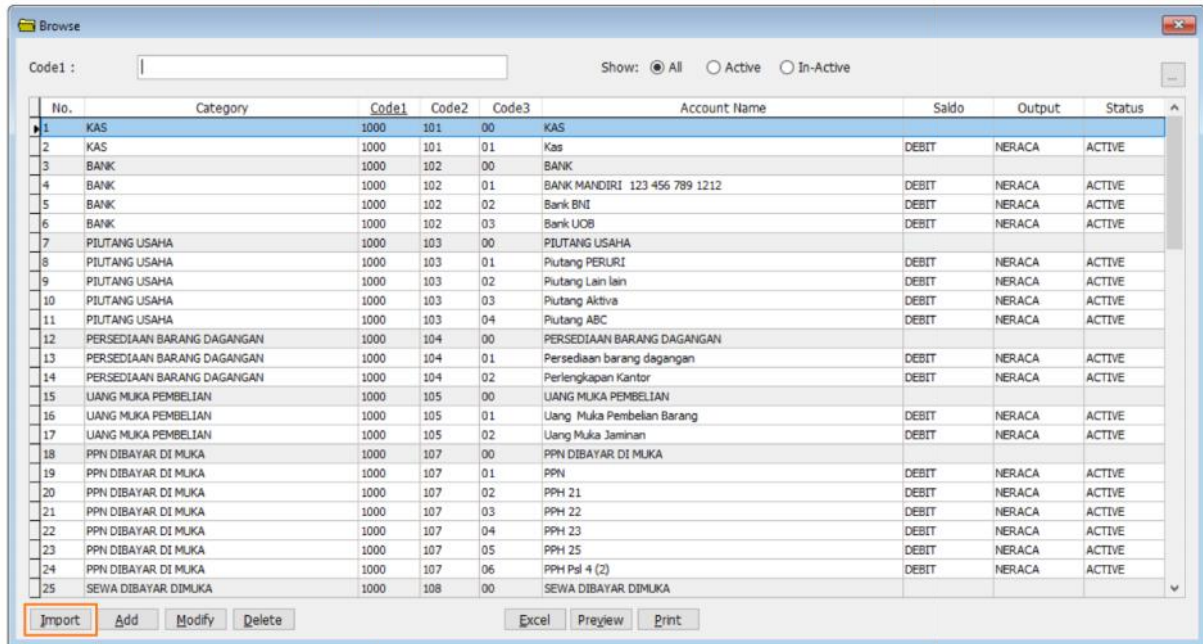 Browse
Code1 : Show: All Active In-Active ...
No. Category Code1 Code2 Code3 Account Name Saldo Output Status
1 KAS 1000 101 00 KAS
2 KAS 1000 101 01 Kas DEBIT NERACA ACTIVE
3 BANK 1000 102 00 BANK
4 BANK 1000 102 01 BANK MANDIRI 123 456 789 1212 DEBIT NERACA ACTIVE
5 BANK 1000 102 02 Bank BNI DEBIT NERACA ACTIVE
6 BANK 1000 102 03 Bank UOB DEBIT NERACA ACTIVE
7 PIUTANG USAHA 1000 103 00 PIUTANG USAHA
8 PIUTANG USAHA 1000 103 01 Piutang PERURI DEBIT NERACA ACTIVE
9 PIUTANG USAHA 1000 103 02 Piutang Lain lain DEBIT NERACA ACTIVE
10 PIUTANG USAHA 1000 103 03 Piutang Aktiva DEBIT NERACA ACTIVE
11 PIUTANG USAHA 1000 103 04 Piutang ABC DEBIT NERACA ACTIVE
12 PERSEDIAAN BARANG DAGANGAN 1000 104 00 PERSEDIAAN BARANG DAGANGAN
13 PERSEDIAAN BARANG DAGANGAN 1000 104 01 Persediaan barang dagangan DEBIT NERACA ACTIVE
14 PERSEDIAAN BARANG DAGANGAN 1000 104 02 Perlengkapan Kantor DEBIT NERACA ACTIVE
15 UANG MUKA PEMBELIAN 1000 105 00 UANG MUKA PEMBELIAN
16 UANG MUKA PEMBELIAN 1000 105 01 Uang Muka Pembelian Barang DEBIT NERACA ACTIVE
17 UANG MUKA PEMBELIAN 1000 105 02 Uang Muka Jaminan DEBIT NERACA ACTIVE
18 PPN DIBAYAR DI MUKA 1000 107 00 PPN DIBAYAR DI MUKA
19 PPN DIBAYAR DI MUKA 1000 107 01 PPN DEBIT NERACA ACTIVE
20 PPN DIBAYAR DI MUKA 1000 107 02 PPH 21 DEBIT NERACA ACTIVE
21 PPN DIBAYAR DI MUKA 1000 107 03 PPH 22 DEBIT NERACA ACTIVE
22 PPN DIBAYAR DI MUKA 1000 107 04 PPH 23 DEBIT NERACA ACTIVE
23 PPN DIBAYAR DI MUKA 1000 107 05 PPH 25 DEBIT NERACA ACTIVE
24 PPN DIBAYAR DI MUKA 1000 107 06 PPH Psl 4 (2) DEBIT NERACA ACTIVE
25 SEWA DIBAYAR DIMUKA 1000 108 00 SEWA DIBAYAR DIMUKA
Import Add Modify Delete Excel Preview Print